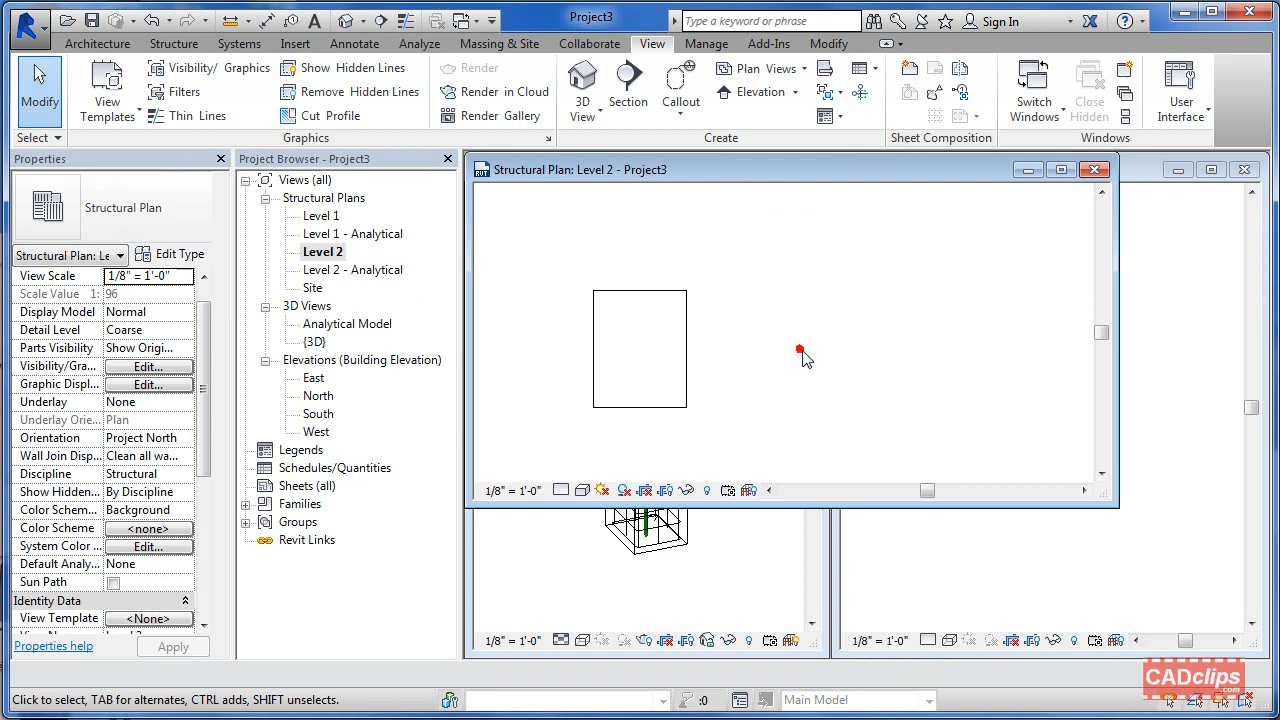 Project3
Type a keyword or phrase
Sign In
Architecture
Structure
Systems
Insert
Annotate
Analyze
Massing & Site
Collaborate
View
Manage
Add-Ins
Modify
Modify
View
Templates
Visibility/ Graphics
Filters
Thin Lines
Show Hidden Lines
Remove Hidden Lines
Cut Profile
Render
Render in Cloud
Render Gallery
3D
View
Section
Callout
Plan Views
Elevation
Switch
Windows
Close
Hidden
User
Interface
Select
Graphics
Create
Sheet Composition
Windows
Properties
Structural Plan
Structural Plan: Le
Edit Type
View Scale 1/8" = 1'-0"
Scale Value 1: 96
Display Model Normal
Detail Level Coarse
Parts Visibility Show Origi...
Visibility/Gra... Edit...
Graphic Displ... Edit...
Underlay None
Underlay Orie... Plan
Orientation Project North
Wall Join Disp... Clean all wa...
Discipline Structural
Show Hidden... By Discipline
Color Schem... Background
Color Scheme <none>
System Color ... Edit...
Default Analy... None
Sun Path
Identity Data
View Template <None>
Properties help
Apply
Project Browser - Project3
Views (all)
Structural Plans
Level 1
Level 1 - Analytical
Level 2
Level 2 - Analytical
Site
3D Views
Analytical Model
{3D}
Elevations (Building Elevation)
East
North
South
West
Legends
Schedules/Quantities
Sheets (all)
Families
Groups
Revit Links
Structural Plan: Level 2 - Project3
1/8" = 1'-0"
1/8" = 1'-0"
1/8" = 1'-0"
CADclips
.com
Click to select, TAB for alternates, CTRL adds, SHIFT unselects.
:0
Main Model